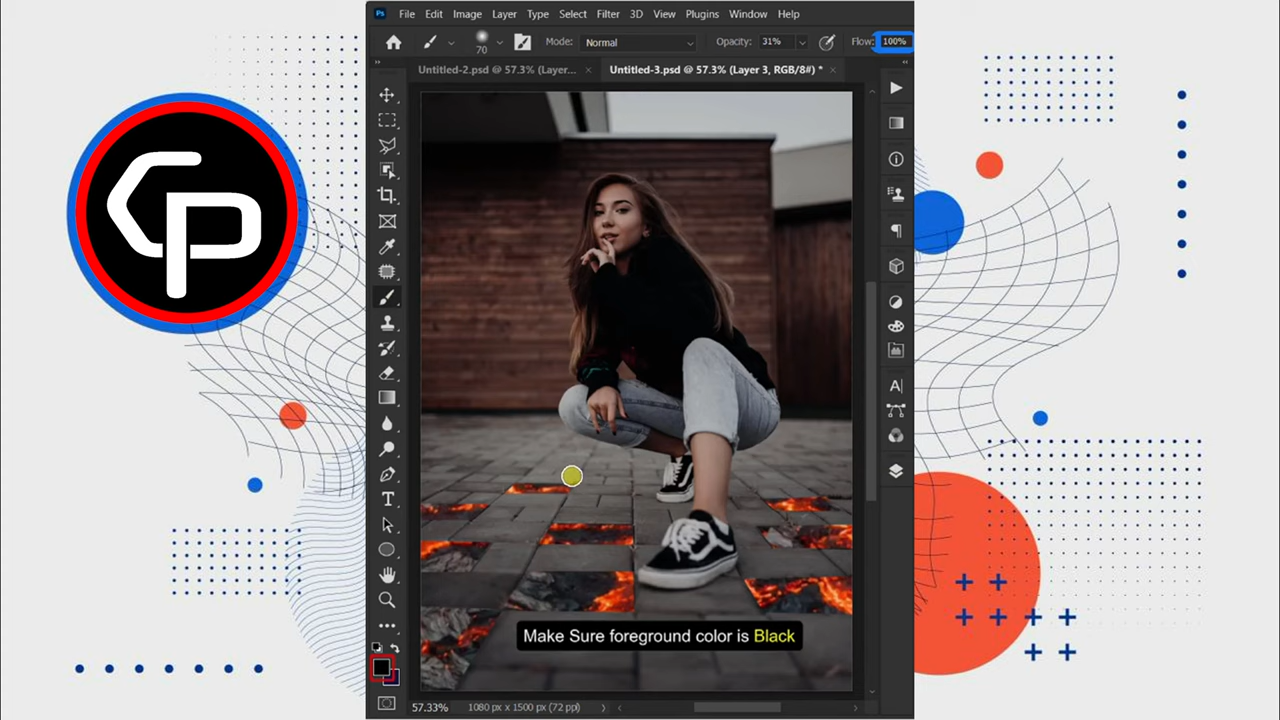 CP
Ps File Edit Image Layer Type Select Filter 3D View Plugins Window Help
70 Mode: Normal Opacity: 31% Flow: 100%
Untitled-2.psd @ 57.3% (Layer... × Untitled-3.psd @ 57.3% (Layer 3, RGB/8#) * ×
Make Sure foreground color is Black
57.33% 1080 px x 1500 px (72 ppi)